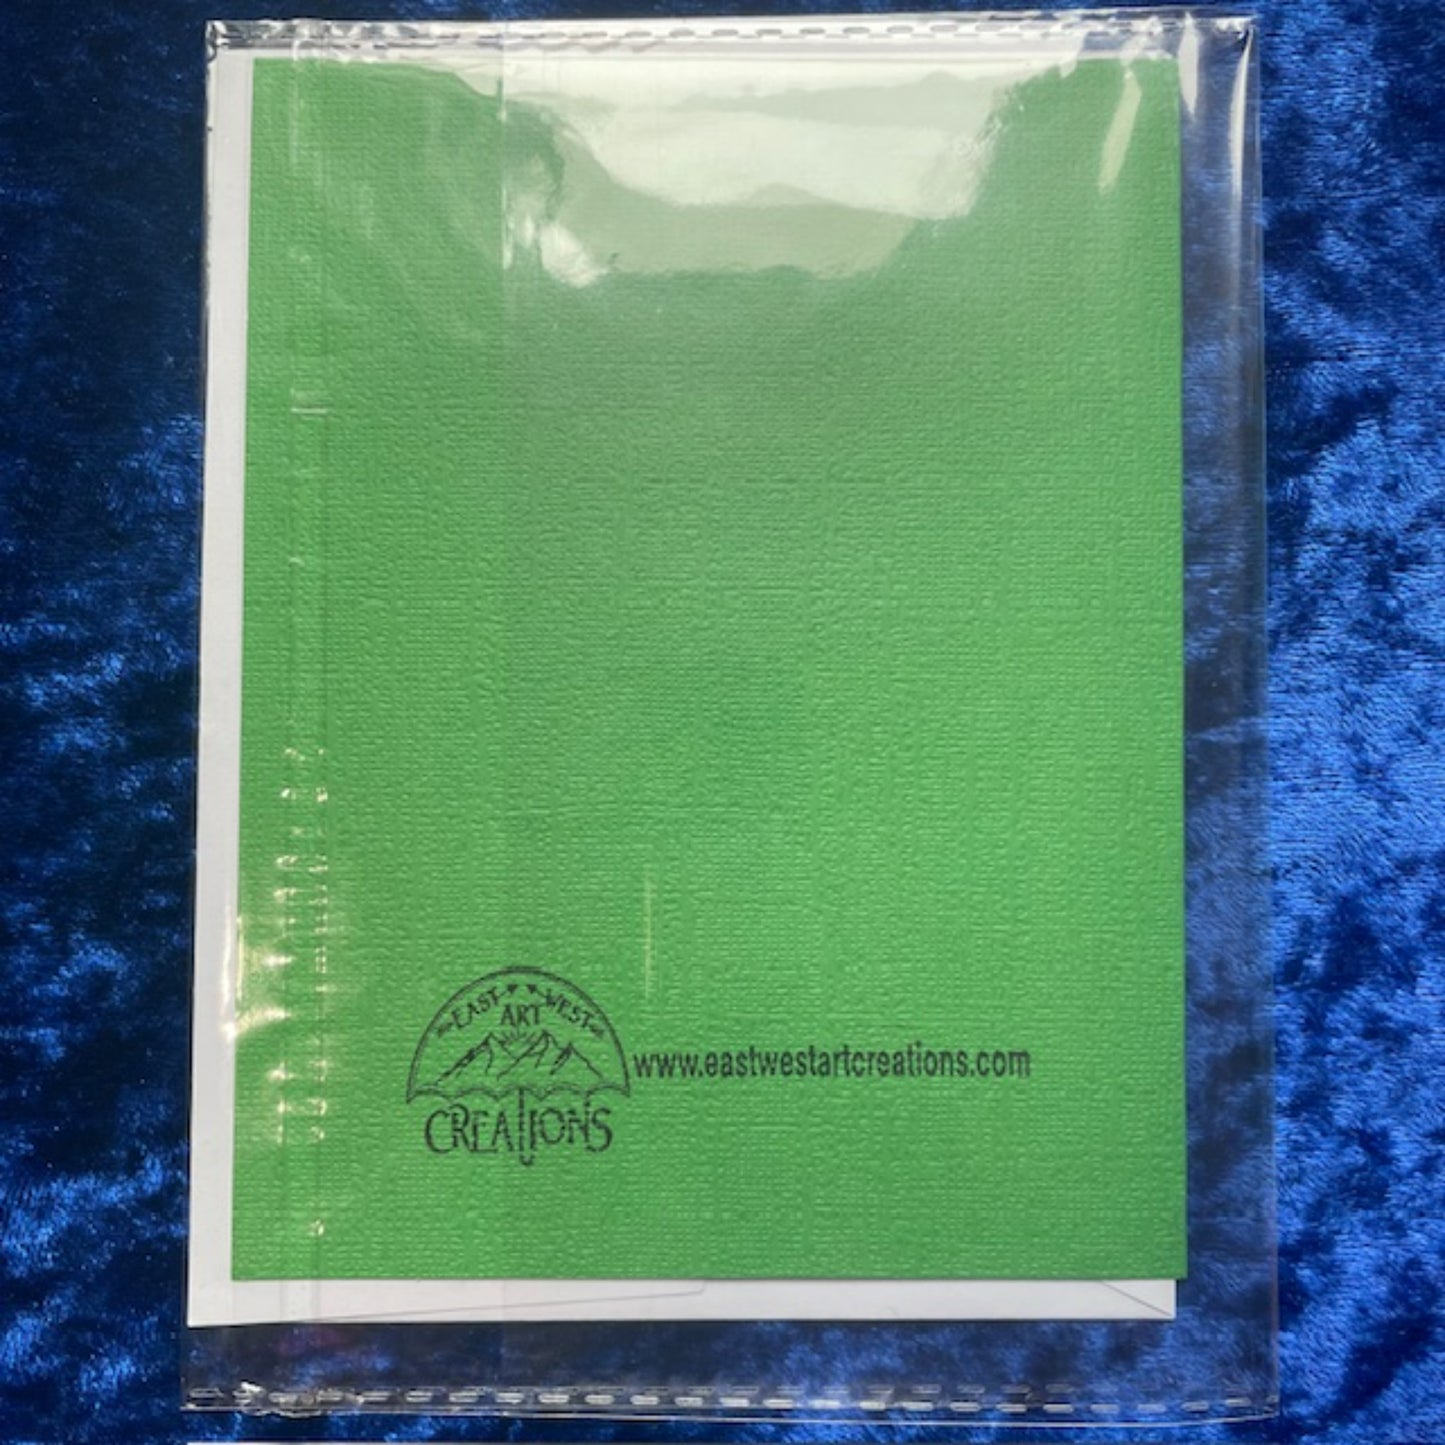 EAST ♥ ♥ WEST
ART
CREATIONS
www.eastwestartcreations.com